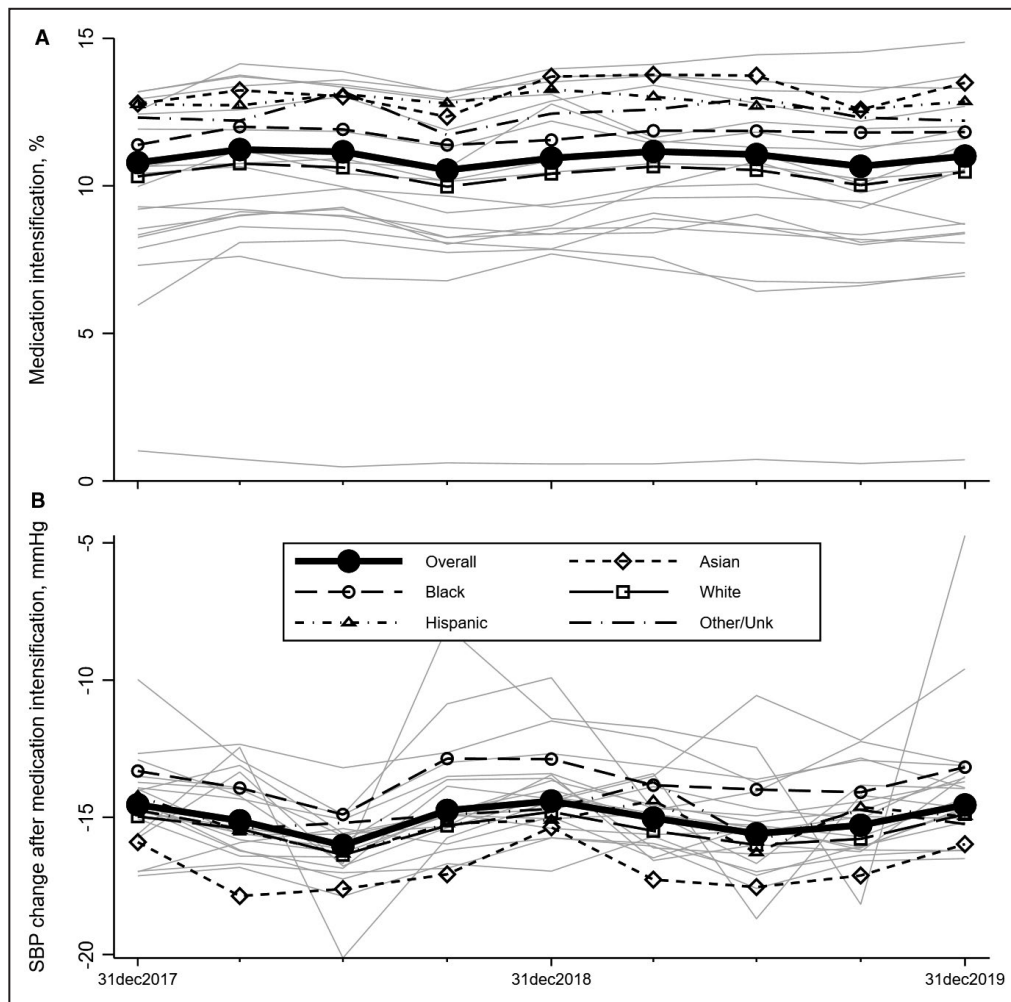 A
15
10
5
0
Medication intensification, %
B
-5
-10
-15
-20
SBP change after medication intensification, mmHg
Overall
Asian
Black
White
Hispanic
Other/Unk
31dec2017
31dec2018
31dec2019